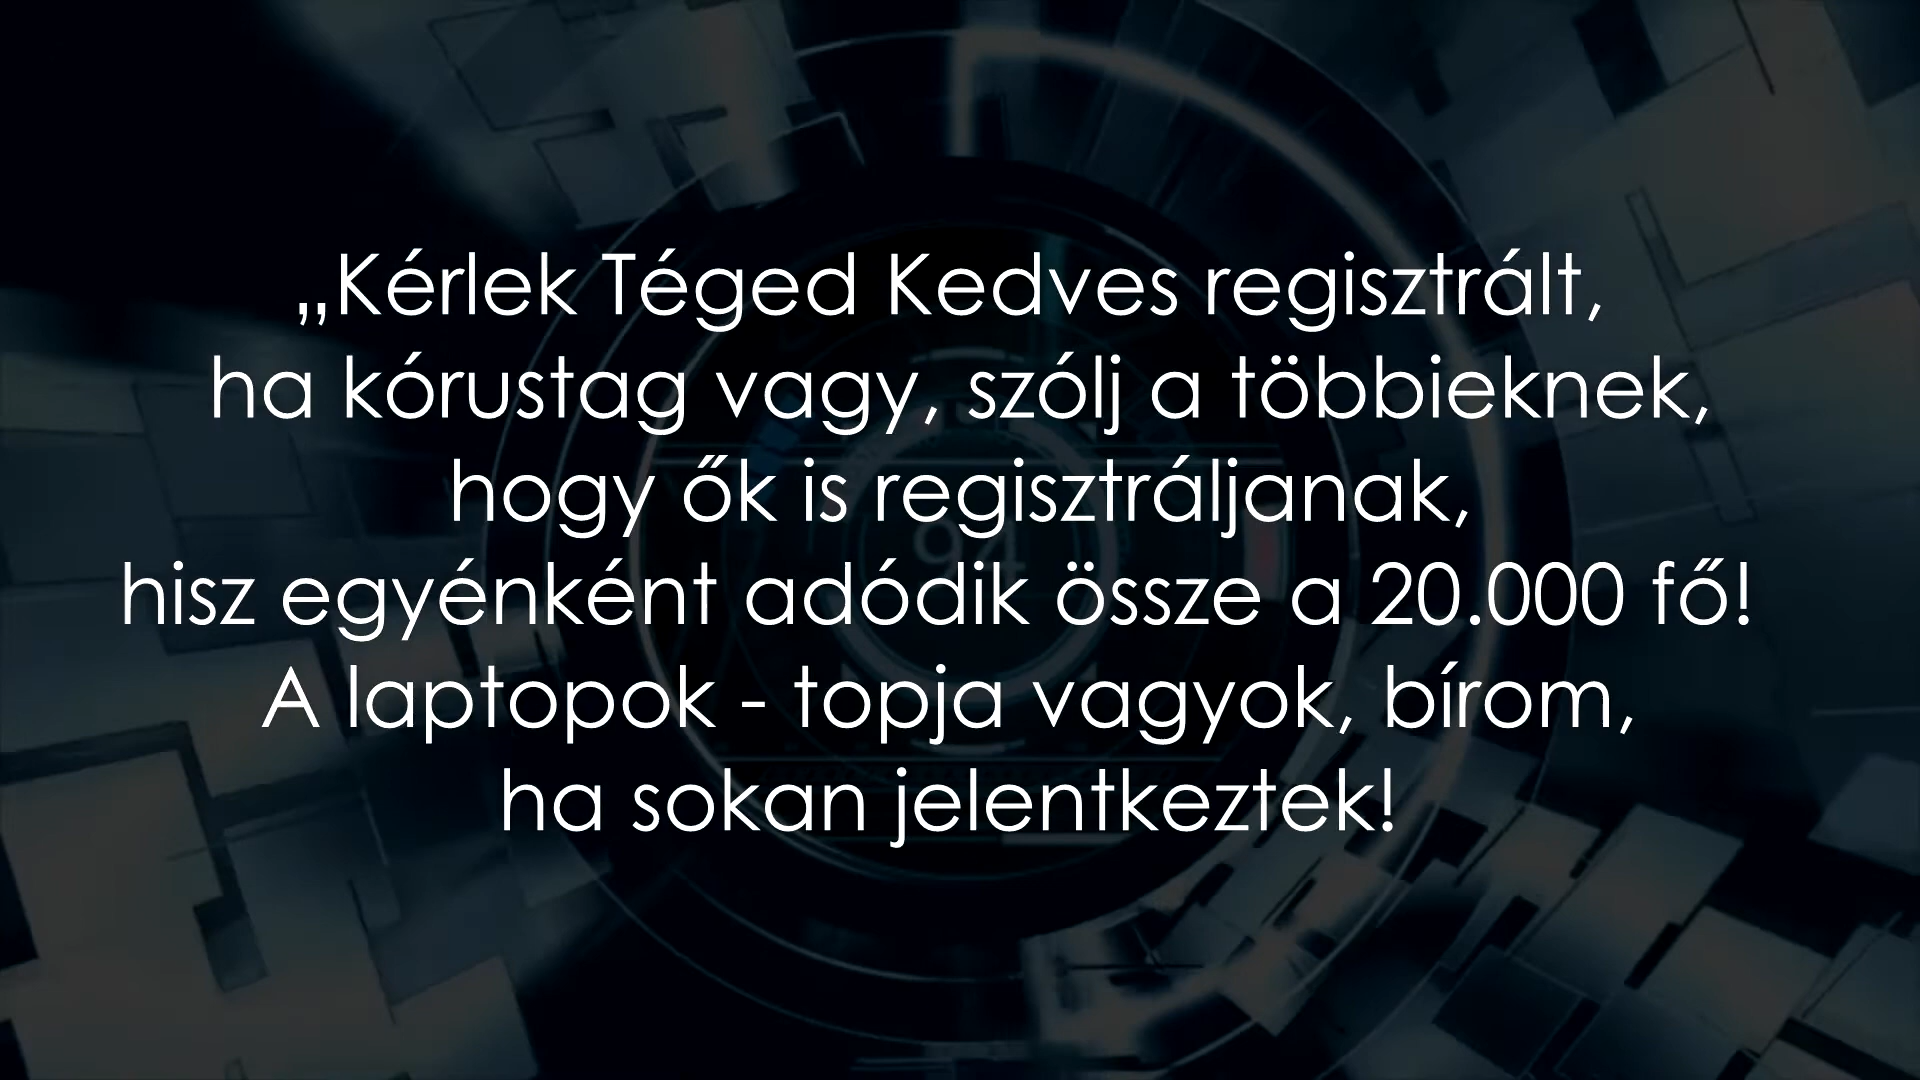 „Kérlek Téged Kedves regisztrált,
ha kórustag vagy, szólj a többieknek,
hogy ők is regisztráljanak,
hisz egyénként adódik össze a 20.000 fő!
A laptopok - topja vagyok, bírom,
ha sokan jelentkeztek!